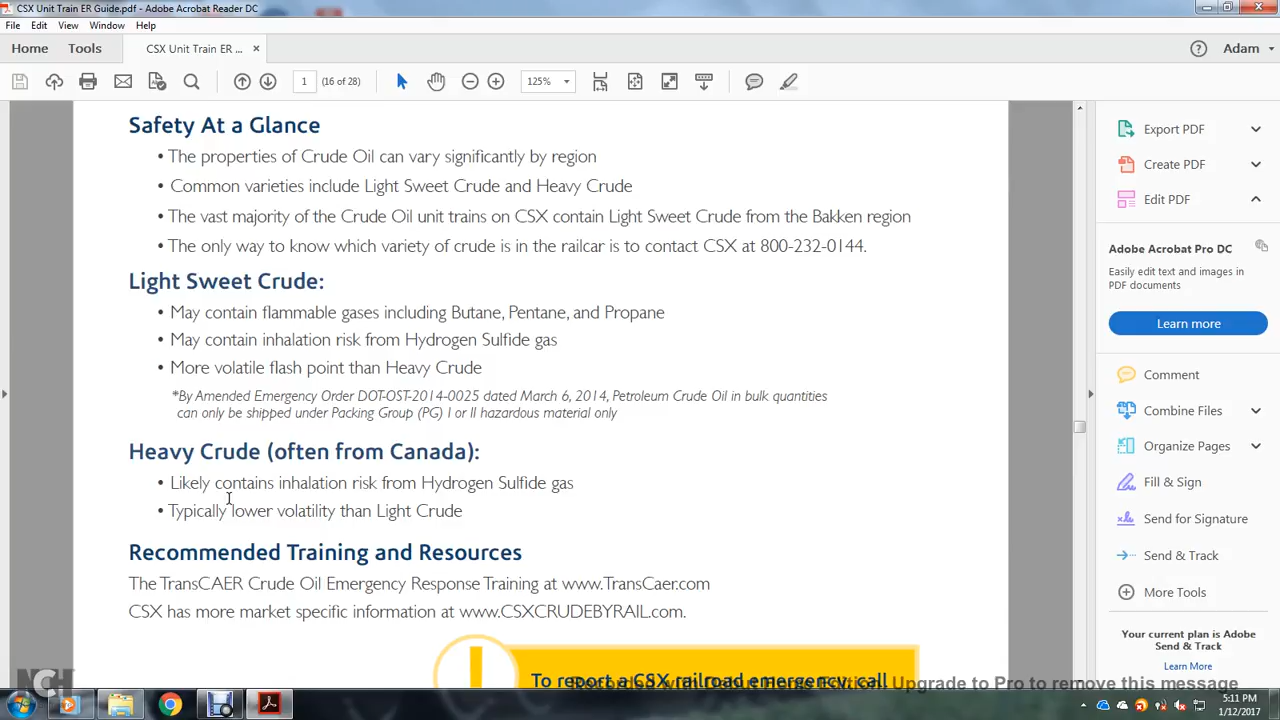 CSX Unit Train ER Guide.pdf - Adobe Acrobat Reader DC
File Edit View Window Help
Home Tools CSX Unit Train ER ... × Adam
1 (16 of 28) 125%
Safety At a Glance
• The properties of Crude Oil can vary significantly by region
• Common varieties include Light Sweet Crude and Heavy Crude
• The vast majority of the Crude Oil unit trains on CSX contain Light Sweet Crude from the Bakken region
• The only way to know which variety of crude is in the railcar is to contact CSX at 800-232-0144.
Light Sweet Crude:
• May contain flammable gases including Butane, Pentane, and Propane
• May contain inhalation risk from Hydrogen Sulfide gas
• More volatile flash point than Heavy Crude
*By Amended Emergency Order DOT-OST-2014-0025 dated March 6, 2014, Petroleum Crude Oil in bulk quantities
can only be shipped under Packing Group (PG) I or II hazardous material only
Heavy Crude (often from Canada):
• Likely contains inhalation risk from Hydrogen Sulfide gas
• Typically lower volatility than Light Crude
Recommended Training and Resources
The TransCAER Crude Oil Emergency Response Training at www.TransCaer.com
CSX has more market specific information at www.CSXCRUDEBYRAIL.com.
!
To report a CSX railroad emergency, call
Export PDF
Create PDF
Edit PDF
Adobe Acrobat Pro DC
Easily edit text and images in
PDF documents
Learn more
Comment
Combine Files
Organize Pages
Fill & Sign
Send for Signature
Send & Track
More Tools
Your current plan is Adobe
Send & Track
Learn More
NCH
Recorded with Debut Home Edition. Upgrade to Pro to remove this message
5:11 PM
1/12/2017